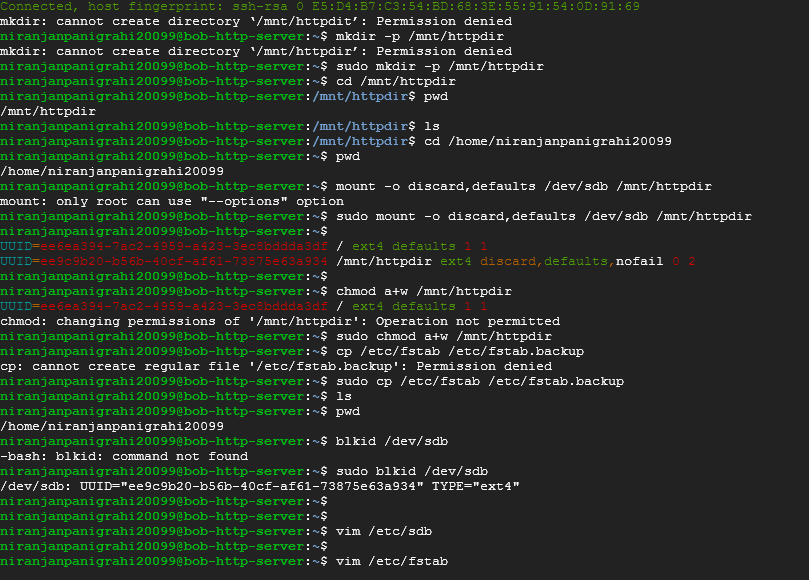 Connected, host fingerprint: ssh-rsa 0 E5:D4:B7:C3:54:BD:68:3E:55:91:54:0D:91:69
mkdir: cannot create directory ‘/mnt/httpdit’: Permission denied
niranjanpanigrahi20099@bob-http-server:~$ mkdir -p /mnt/httpdir
mkdir: cannot create directory ‘/mnt/httpdir’: Permission denied
niranjanpanigrahi20099@bob-http-server:~$ sudo mkdir -p /mnt/httpdir
niranjanpanigrahi20099@bob-http-server:~$ cd /mnt/httpdir
niranjanpanigrahi20099@bob-http-server:/mnt/httpdir$ pwd
/mnt/httpdir
niranjanpanigrahi20099@bob-http-server:/mnt/httpdir$ ls
niranjanpanigrahi20099@bob-http-server:/mnt/httpdir$ cd /home/niranjanpanigrahi20099
niranjanpanigrahi20099@bob-http-server:~$ pwd
/home/niranjanpanigrahi20099
niranjanpanigrahi20099@bob-http-server:~$ mount -o discard,defaults /dev/sdb /mnt/httpdir
mount: only root can use "--options" option
niranjanpanigrahi20099@bob-http-server:~$ sudo mount -o discard,defaults /dev/sdb /mnt/httpdir
niranjanpanigrahi20099@bob-http-server:~$
UUID=ee6ea394-7ac2-4959-a423-3ec8bddda3df / ext4 defaults 1 1
UUID=ee9c9b20-b56b-40cf-af61-73875e63a934 /mnt/httpdir ext4 discard,defaults,nofail 0 2
niranjanpanigrahi20099@bob-http-server:~$
niranjanpanigrahi20099@bob-http-server:~$ chmod a+w /mnt/httpdir
UUID=ee6ea394-7ac2-4959-a423-3ec8bddda3df / ext4 defaults 1 1
chmod: changing permissions of '/mnt/httpdir': Operation not permitted
niranjanpanigrahi20099@bob-http-server:~$ sudo chmod a+w /mnt/httpdir
niranjanpanigrahi20099@bob-http-server:~$ cp /etc/fstab /etc/fstab.backup
cp: cannot create regular file '/etc/fstab.backup': Permission denied
niranjanpanigrahi20099@bob-http-server:~$ sudo cp /etc/fstab /etc/fstab.backup
niranjanpanigrahi20099@bob-http-server:~$ ls
niranjanpanigrahi20099@bob-http-server:~$ pwd
/home/niranjanpanigrahi20099
niranjanpanigrahi20099@bob-http-server:~$ blkid /dev/sdb
-bash: blkid: command not found
niranjanpanigrahi20099@bob-http-server:~$ sudo blkid /dev/sdb
/dev/sdb: UUID="ee9c9b20-b56b-40cf-af61-73875e63a934" TYPE="ext4"
niranjanpanigrahi20099@bob-http-server:~$
niranjanpanigrahi20099@bob-http-server:~$
niranjanpanigrahi20099@bob-http-server:~$ vim /etc/sdb
niranjanpanigrahi20099@bob-http-server:~$
niranjanpanigrahi20099@bob-http-server:~$ vim /etc/fstab